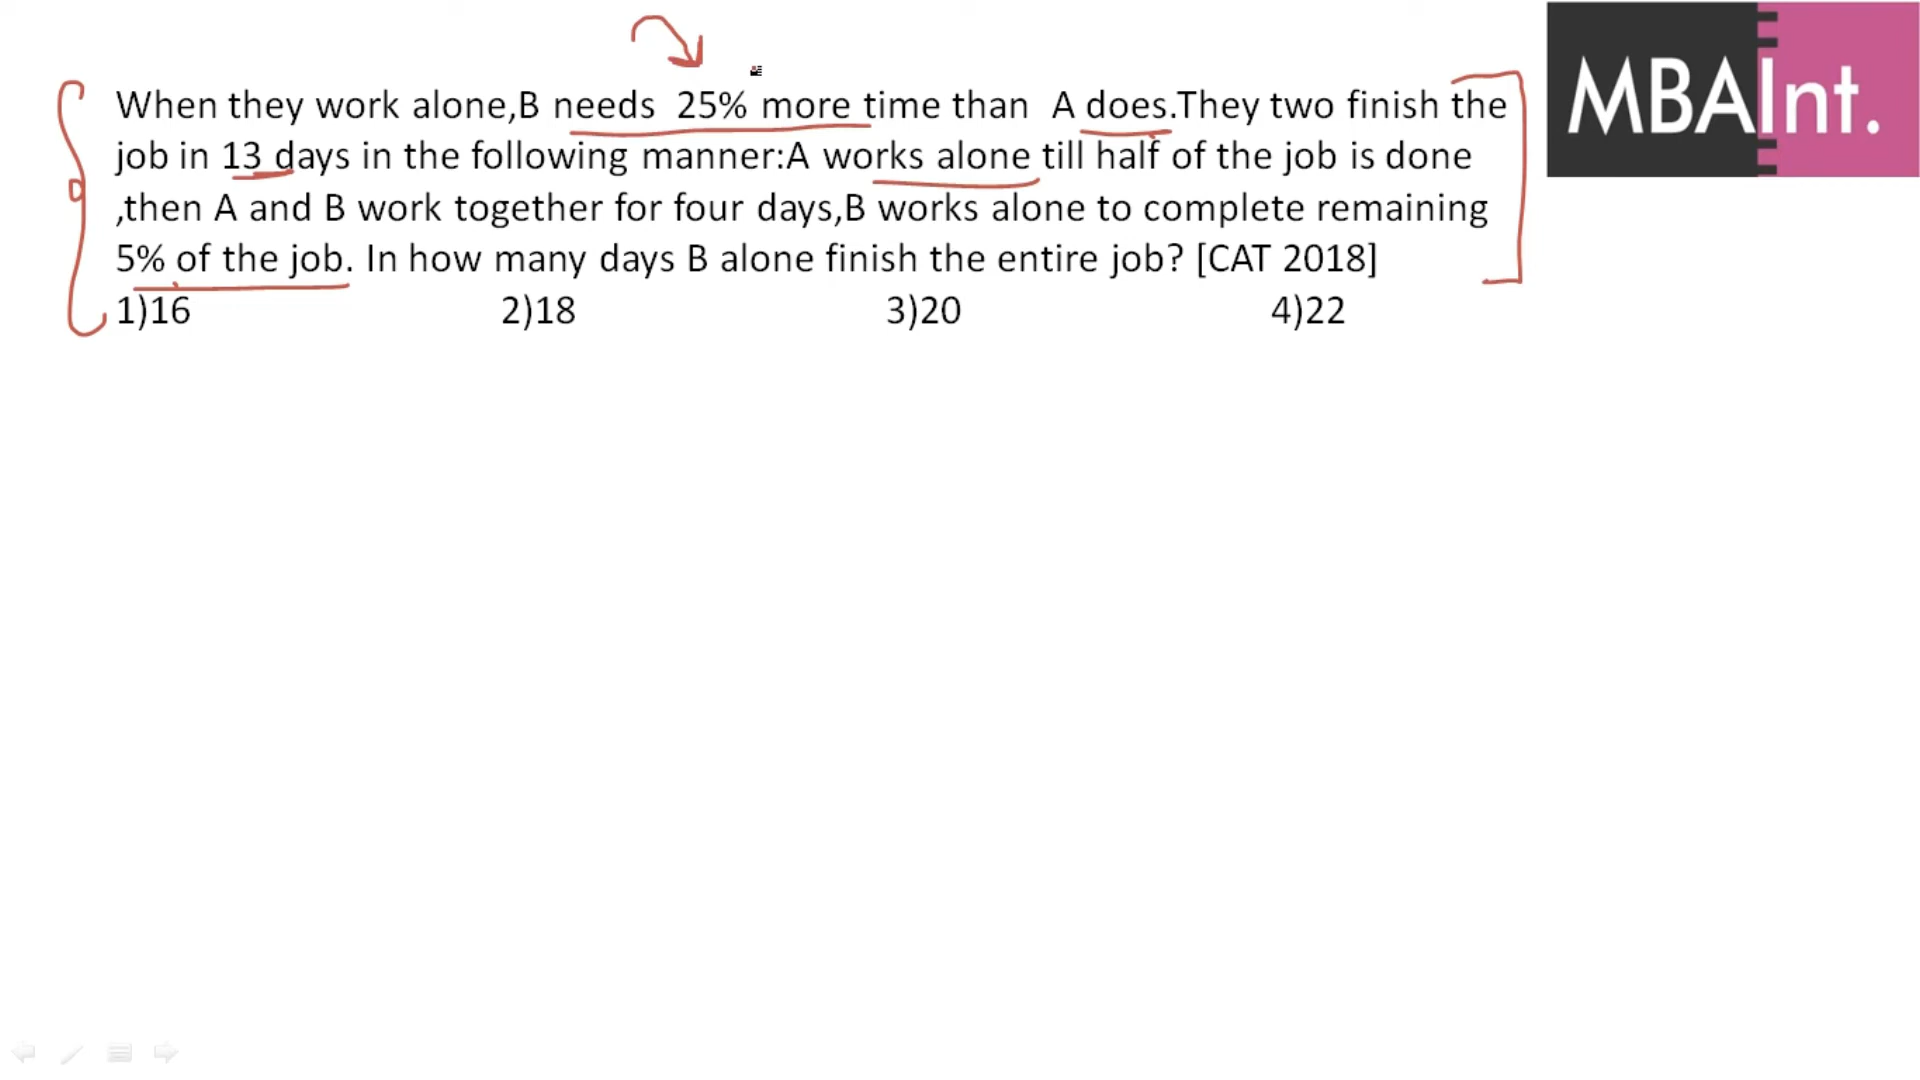 MBAInt.
When they work alone,B needs  25% more time than  A does.They two finish the
job in 13 days in the following manner:A works alone till half of the job is done
,then A and B work together for four days,B works alone to complete remaining
5% of the job. In how many days B alone finish the entire job? [CAT 2018]
1)16 2)18 3)20 4)22